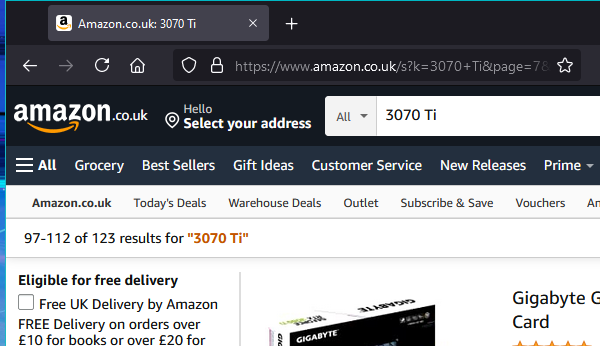 Amazon.co.uk: 3070 Ti
https://www.amazon.co.uk/s?k=3070+Ti&page=7&
amazon.co.uk
Hello
Select your address
All
3070 Ti
All Grocery Best Sellers Gift Ideas Customer Service New Releases Prime
Amazon.co.uk Today's Deals Warehouse Deals Outlet Subscribe & Save Vouchers
97-112 of 123 results for "3070 Ti"
Eligible for free delivery
Free UK Delivery by Amazon
FREE Delivery on orders over
£10 for books or over £20 for
GIGABYTE
GIGABYTE
Gigabyte G
Card